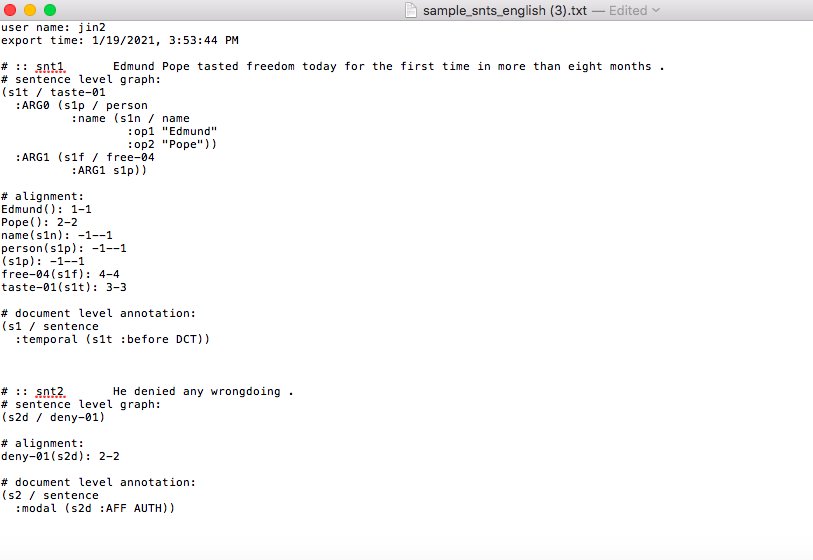 sample_snts_english (3).txt — Edited
user name: jin2
export time: 1/19/2021, 3:53:44 PM

# :: snt1       Edmund Pope tasted freedom today for the first time in more than eight months .
# sentence level graph:
(s1t / taste-01
  :ARG0 (s1p / person
          :name (s1n / name
                  :op1 "Edmund"
                  :op2 "Pope"))
  :ARG1 (s1f / free-04
          :ARG1 s1p))

# alignment:
Edmund(): 1-1
Pope(): 2-2
name(s1n): -1--1
person(s1p): -1--1
(s1p): -1--1
free-04(s1f): 4-4
taste-01(s1t): 3-3

# document level annotation:
(s1 / sentence
  :temporal (s1t :before DCT))

# :: snt2       He denied any wrongdoing .
# sentence level graph:
(s2d / deny-01)

# alignment:
deny-01(s2d): 2-2

# document level annotation:
(s2 / sentence
  :modal (s2d :AFF AUTH))